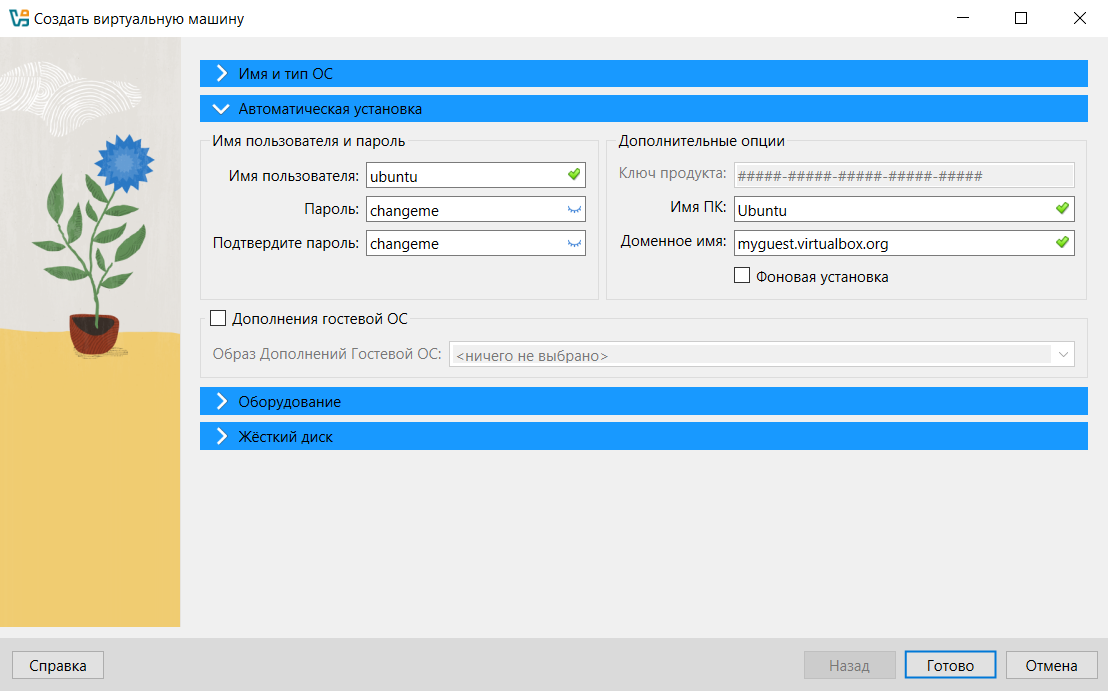 Создать виртуальную машину
Имя и тип ОС
Автоматическая установка
Имя пользователя и пароль
Имя пользователя: ubuntu
Пароль: changeme
Подтвердите пароль: changeme
Дополнительные опции
Ключ продукта: #####-#####-#####-#####-#####
Имя ПК: Ubuntu
Доменное имя: myguest.virtualbox.org
Фоновая установка
Дополнения гостевой ОС
Образ Дополнений Гостевой ОС: <ничего не выбрано>
Оборудование
Жёсткий диск
Справка
Назад
Готово
Отмена